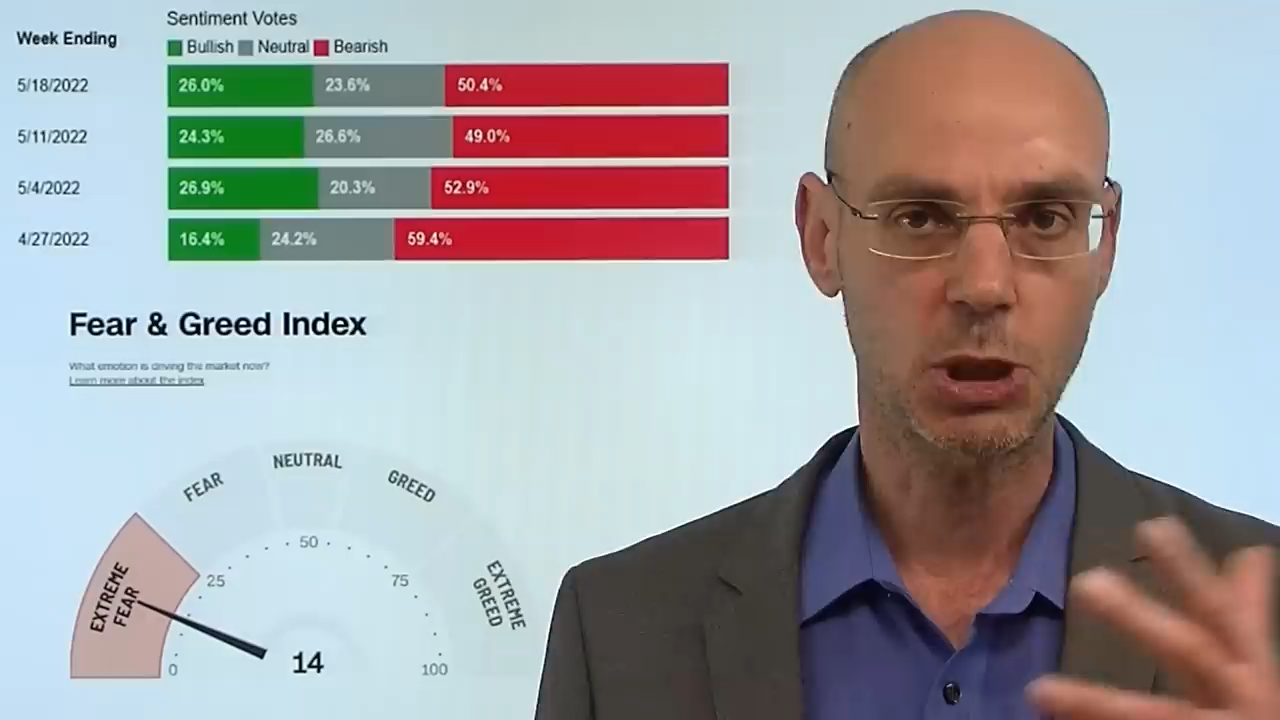 Sentiment Votes
Week Ending
Bullish Neutral Bearish
5/18/2022 26.0% 23.6% 50.4%
5/11/2022 24.3% 26.6% 49.0%
5/4/2022 26.9% 20.3% 52.9%
4/27/2022 16.4% 24.2% 59.4%
Fear & Greed Index
What emotion is driving the market now?
Learn more about the index
EXTREME
FEAR
FEAR
NEUTRAL
GREED
EXTREME
GREED
0
25
50
75
100
14